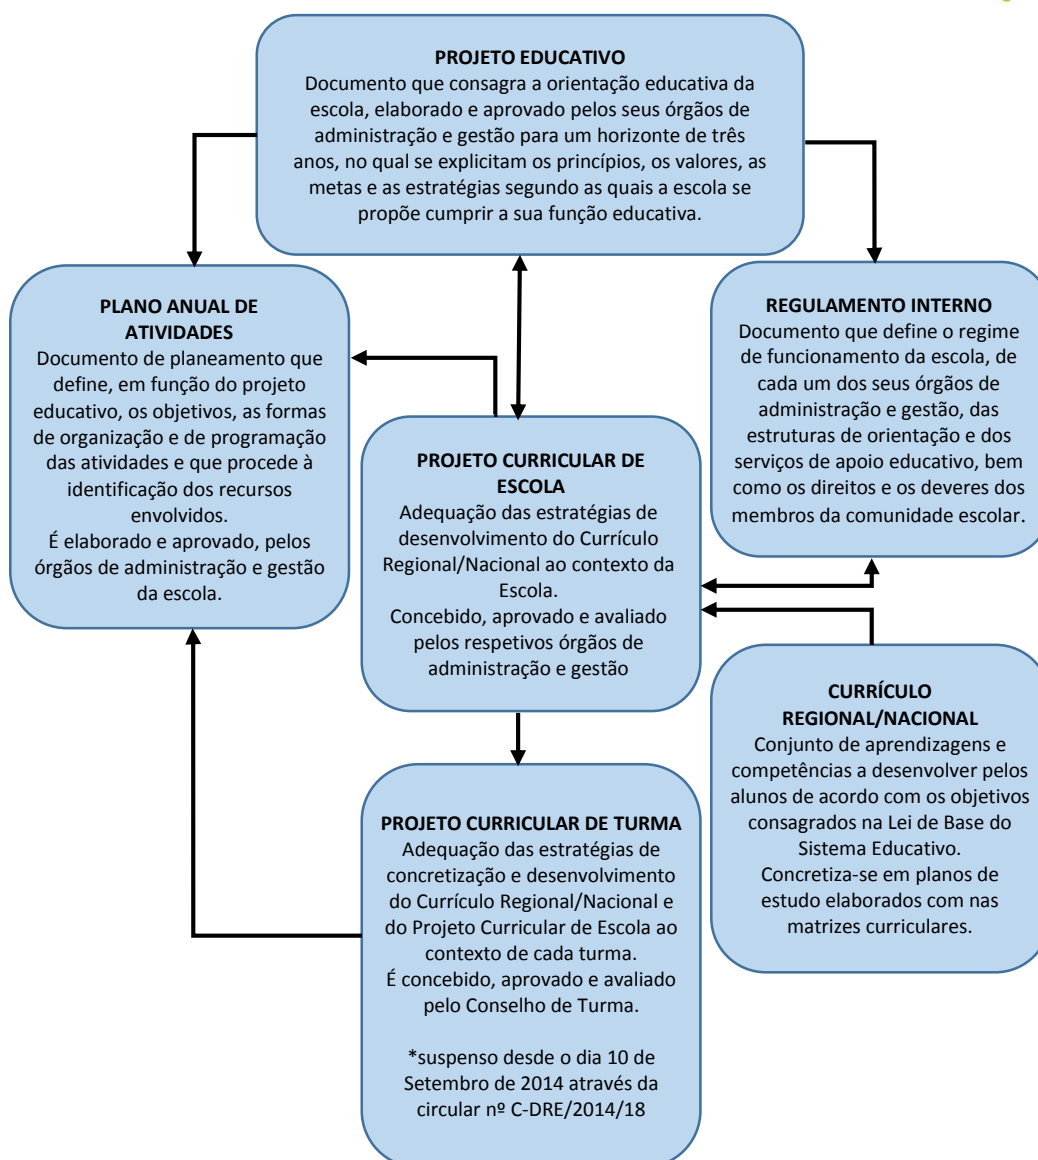 PROJETO EDUCATIVO
Documento que consagra a orientação educativa da
escola, elaborado e aprovado pelos seus órgãos de
administração e gestão para um horizonte de três
anos, no qual se explicitam os princípios, os valores, as
metas e as estratégias segundo as quais a escola se
propõe cumprir a sua função educativa.
PLANO ANUAL DE
ATIVIDADES
Documento de planeamento que
define, em função do projeto
educativo, os objetivos, as formas
de organização e de programação
das atividades e que procede à
identificação dos recursos
envolvidos.
É elaborado e aprovado, pelos
órgãos de administração e gestão
da escola.
REGULAMENTO INTERNO
Documento que define o regime
de funcionamento da escola, de
cada um dos seus órgãos de
administração e gestão, das
estruturas de orientação e dos
serviços de apoio educativo, bem
como os direitos e os deveres dos
membros da comunidade escolar.
PROJETO CURRICULAR DE
ESCOLA
Adequação das estratégias de
desenvolvimento do Currículo
Regional/Nacional ao contexto da
Escola.
Concebido, aprovado e avaliado
pelos respetivos órgãos de
administração e gestão
CURRÍCULO
REGIONAL/NACIONAL
Conjunto de aprendizagens e
competências a desenvolver pelos
alunos de acordo com os objetivos
consagrados na Lei de Base do
Sistema Educativo.
Concretiza-se em planos de
estudo elaborados com nas
matrizes curriculares.
PROJETO CURRICULAR DE TURMA
Adequação das estratégias de
concretização e desenvolvimento
do Currículo Regional/Nacional e
do Projeto Curricular de Escola ao
contexto de cada turma.
É concebido, aprovado e avaliado
pelo Conselho de Turma.
*suspenso desde o dia 10 de
Setembro de 2014 através da
circular nº C-DRE/2014/18